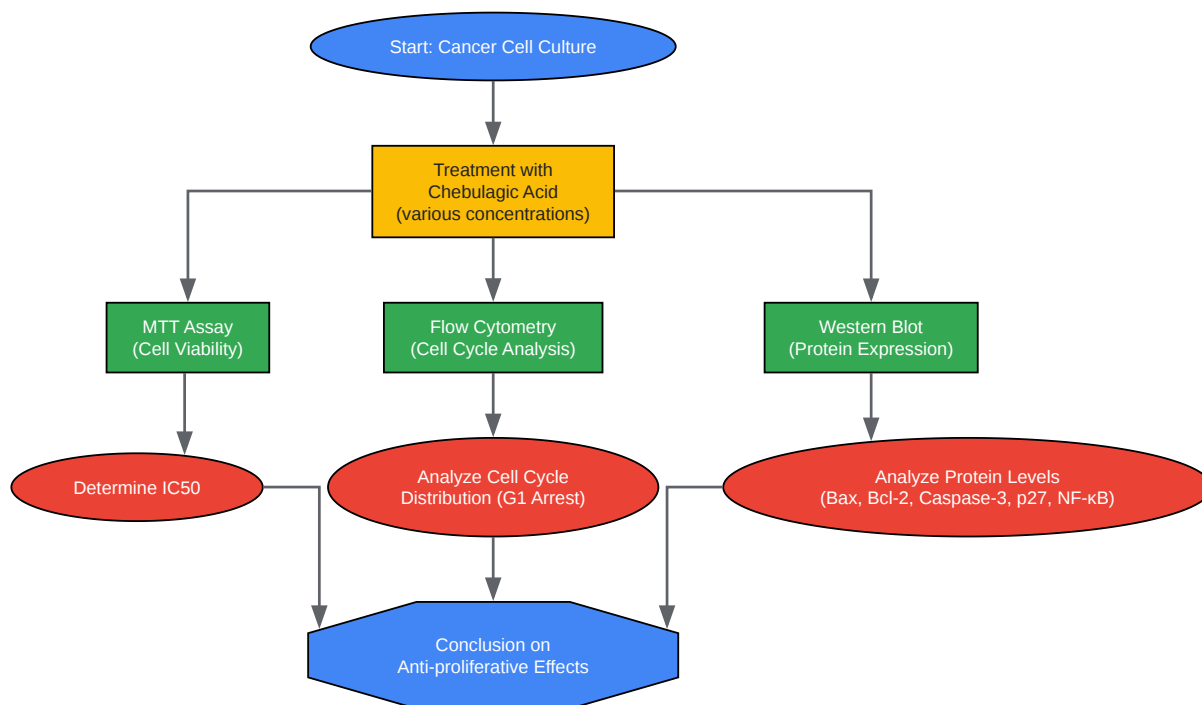 Start: Cancer Cell Culture
Treatment with
Chebulagic Acid
(various concentrations)
MTT Assay
(Cell Viability)
Flow Cytometry
(Cell Cycle Analysis)
Western Blot
(Protein Expression)
Determine IC50
Analyze Cell Cycle
Distribution (G1 Arrest)
Analyze Protein Levels
(Bax, Bcl-2, Caspase-3, p27, NF-κB)
Conclusion on
Anti-proliferative Effects